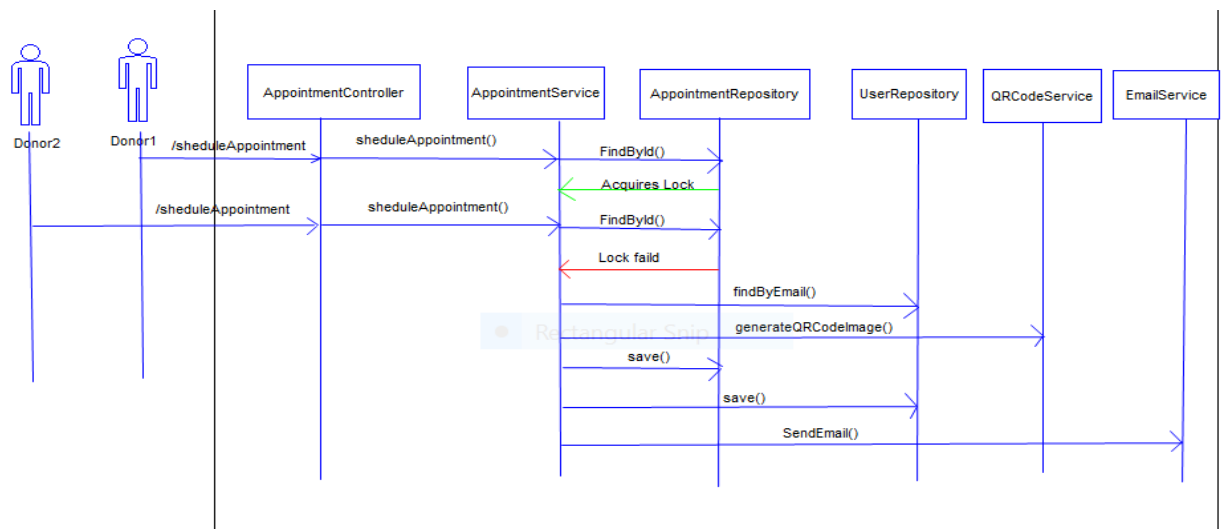 AppointmentController
AppointmentService
AppointmentRepository
UserRepository
QRCodeService
EmailService
Donor2
Donor1
/sheduleAppointment
sheduleAppointment()
FindById()
Acquires Lock
/sheduleAppointment
sheduleAppointment()
FindById()
Lock faild
findByEmail()
Rectangular Snip
generateQRCodeImage()
save()
save()
SendEmail()